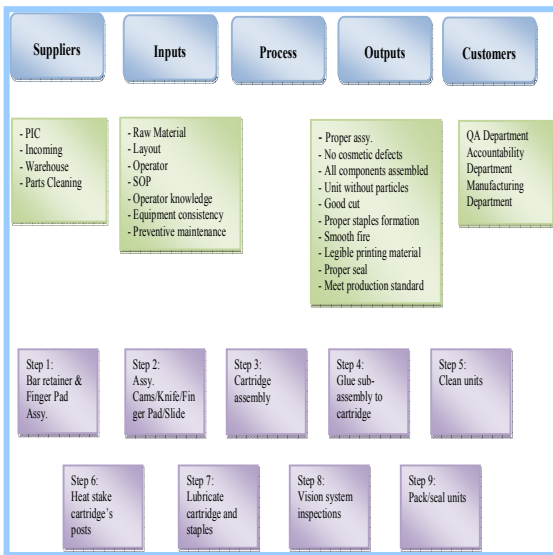 Suppliers
Inputs
Process
Outputs
Customers
- PIC
- Incoming
- Warehouse
- Parts Cleaning
- Raw Material
- Layout
- Operator
- SOP
- Operator knowledge
- Equipment consistency
- Preventive maintenance
- Proper assy.
- No cosmetic defects
- All components assembled
- Unit without particles
- Good cut
- Proper staples formation
- Smooth fire
- Legible printing material
- Proper seal
- Meet production standard
QA Department
Accountability
Department
Manufacturing
Department
Step 1:
Bar retainer &
Finger Pad
Assy.
Step 2:
Assy.
Cams/Knife/Fin
ger Pad/Slide
Step 3:
Cartridge
assembly
Step 4:
Glue sub-
assembly to
cartridge
Step 5:
Clean units
Step 6:
Heat stake
cartridge's
posts
Step 7:
Lubricate
cartridge and
staples
Step 8:
Vision system
inspections
Step 9:
Pack/seal units